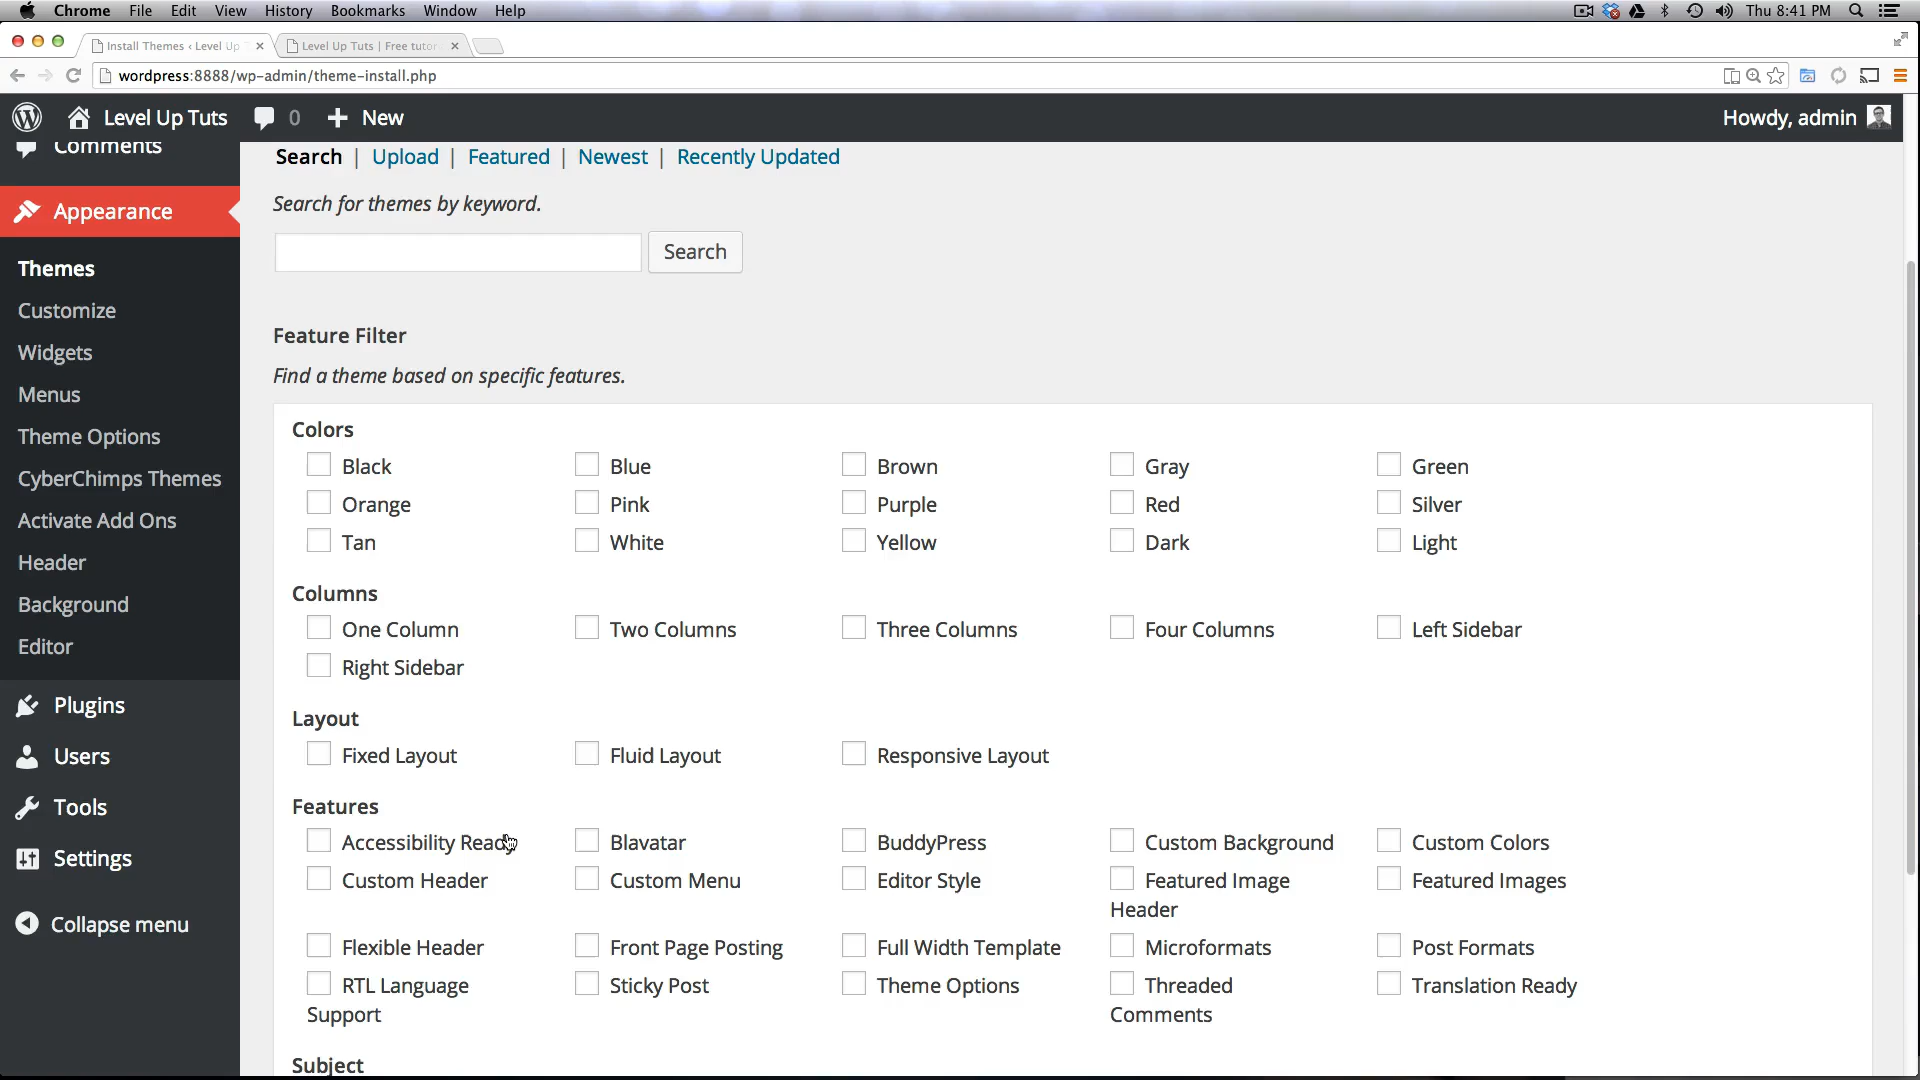 Chrome File Edit View History Bookmarks Window Help Thu 8:41 PM
Install Themes ‹ Level Up Level Up Tuts | Free tutor
wordpress:8888/wp-admin/theme-install.php
Level Up Tuts 0 New Howdy, admin
Comments
Appearance
Themes
Customize
Widgets
Menus
Theme Options
CyberChimps Themes
Activate Add Ons
Header
Background
Editor
Plugins
Users
Tools
Settings
Collapse menu
Search | Upload | Featured | Newest | Recently Updated
Search for themes by keyword.
Search
Feature Filter
Find a theme based on specific features.
Colors
Black Blue Brown Gray Green
Orange Pink Purple Red Silver
Tan White Yellow Dark Light
Columns
One Column Two Columns Three Columns Four Columns Left Sidebar
Right Sidebar
Layout
Fixed Layout Fluid Layout Responsive Layout
Features
Accessibility Ready Blavatar BuddyPress Custom Background Custom Colors
Custom Header Custom Menu Editor Style Featured Image Featured Images
Header
Flexible Header Front Page Posting Full Width Template Microformats Post Formats
RTL Language Sticky Post Theme Options Threaded Translation Ready
Support Comments
Subject